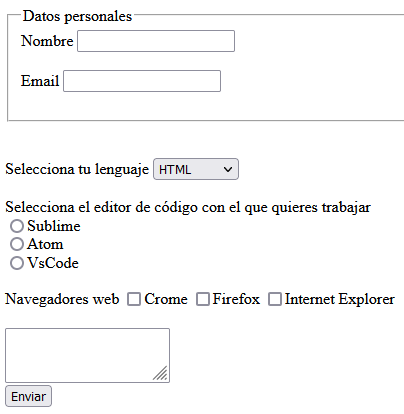 Datos personales
Nombre
Email
Selecciona tu lenguaje HTML
Selecciona el editor de código con el que quieres trabajar
Sublime
Atom
VsCode
Navegadores web Crome Firefox Internet Explorer
Enviar